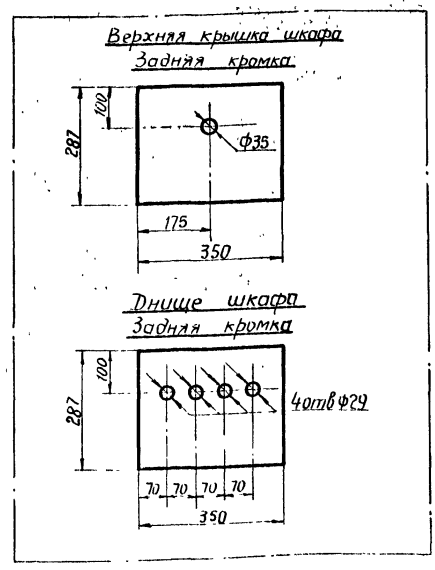 Верхняя крышка шкафа
Задняя кромка
100
287
Ф35
175
350
Днище шкафа
Задняя кромка
100
287
4отв Ф29
70 70 70 70
350